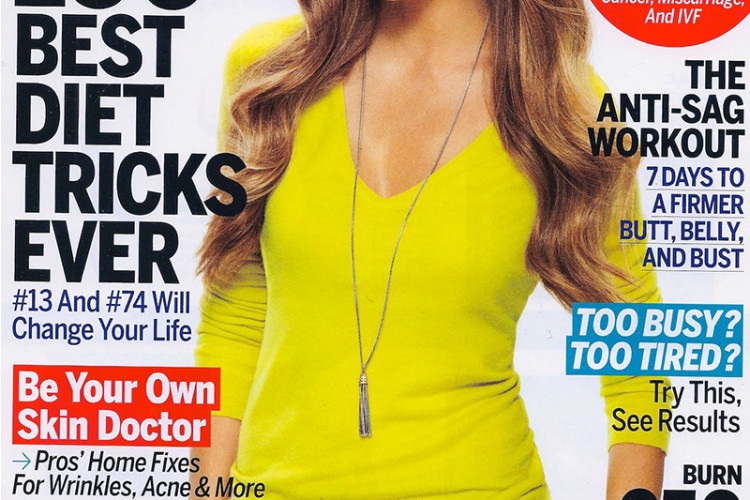 BEST
DIET
TRICKS
EVER
#13 And #74 Will
Change Your Life
Be Your Own
Skin Doctor
→Pros' Home Fixes
For Wrinkles, Acne & More
Cancer, Miscarriage,
And IVF
THE
ANTI-SAG
WORKOUT
7 DAYS TO
A FIRMER
BUTT, BELLY,
AND BUST
TOO BUSY?
TOO TIRED?
Try This,
See Results
BURN